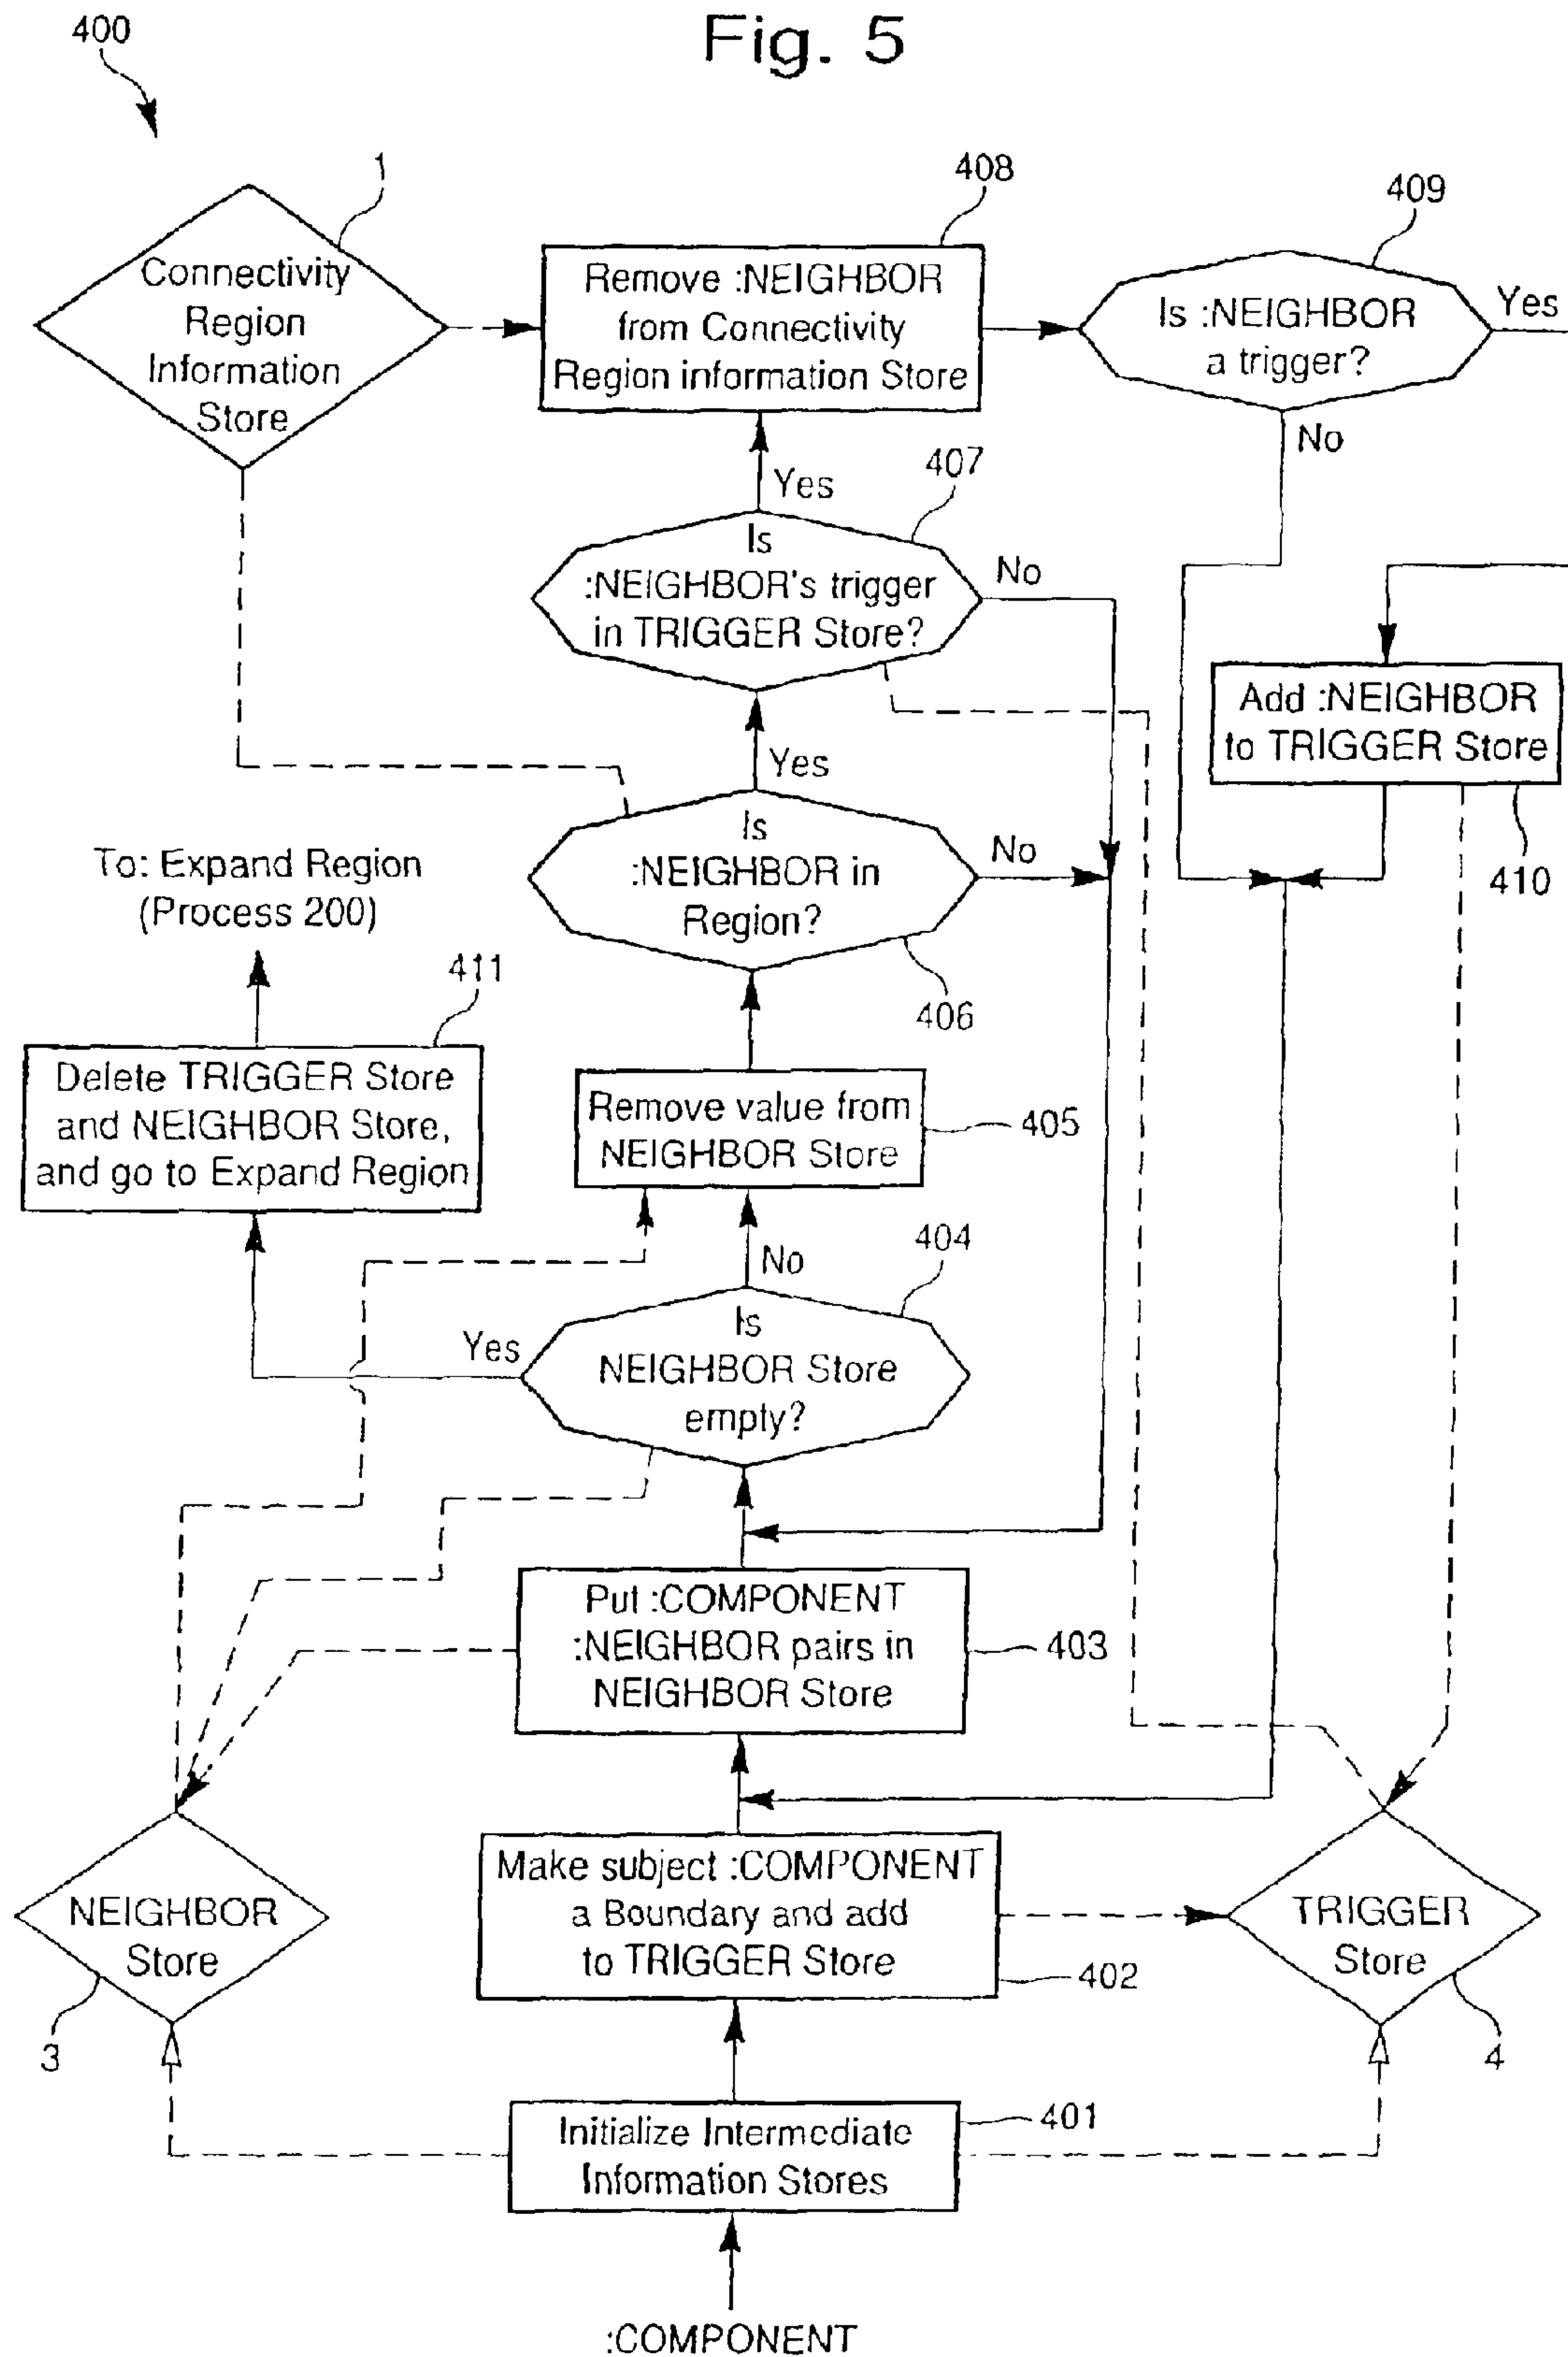 Fig. 5
400
1
Connectivity
Region
Information
Store
408
Remove :NEIGHBOR
from Connectivity
Region information Store
409
Is :NEIGHBOR
a trigger?
Yes
No
Yes
407
Is
:NEIGHBOR's trigger
in TRIGGER Store?
No
Add :NEIGHBOR
to TRIGGER Store
410
Yes
Is
:NEIGHBOR in
Region?
No
406
To: Expand Region
(Process 200)
411
Delete TRIGGER Store
and NEIGHBOR Store,
and go to Expand Region
Remove value from
NEIGHBOR Store
405
No
404
Yes
Is
NEIGHBOR Store
empty?
Put :COMPONENT
:NEIGHBOR pairs in
NEIGHBOR Store
403
Make subject :COMPONENT
a Boundary and add
to TRIGGER Store
402
NEIGHBOR
Store
3
TRIGGER
Store
4
Initialize Intermediate
Information Stores
401
:COMPONENT